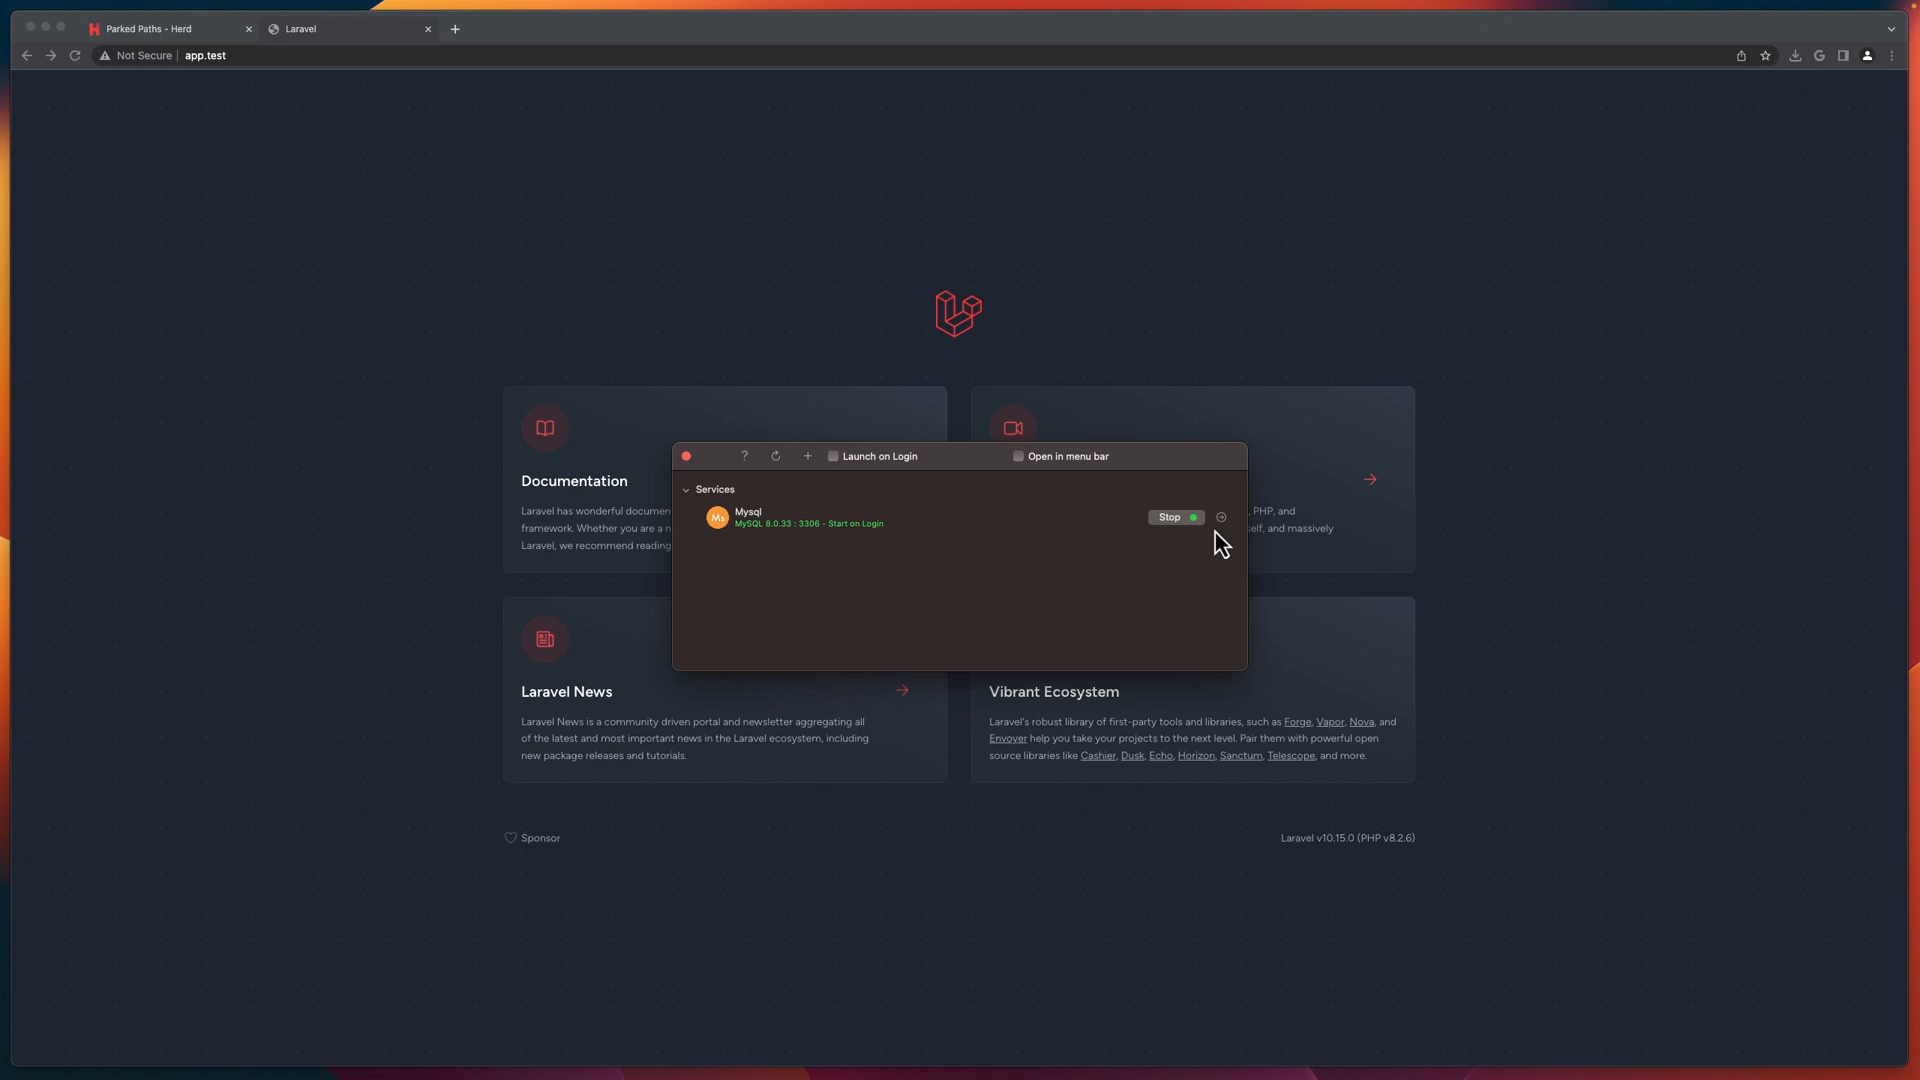 Parked Paths - Herd
Laravel
Not Secure
app.test
? Launch on Login
Open in menu bar
Services
Ms
Mysql
MySQL 8.0.33 : 3306 - Start on Login
Stop
Documentation
Laravel has wonderful documen
framework. Whether you are a n
Laravel, we recommend reading
, PHP, and
elf, and massively
Laravel News
Laravel News is a community driven portal and newsletter aggregating all
of the latest and most important news in the Laravel ecosystem, including
new package releases and tutorials.
Vibrant Ecosystem
Laravel's robust library of first-party tools and libraries, such as Forge, Vapor, Nova, and
Envoyer help you take your projects to the next level. Pair them with powerful open
source libraries like Cashier, Dusk, Echo, Horizon, Sanctum, Telescope, and more.
Sponsor
Laravel v10.15.0 (PHP v8.2.6)